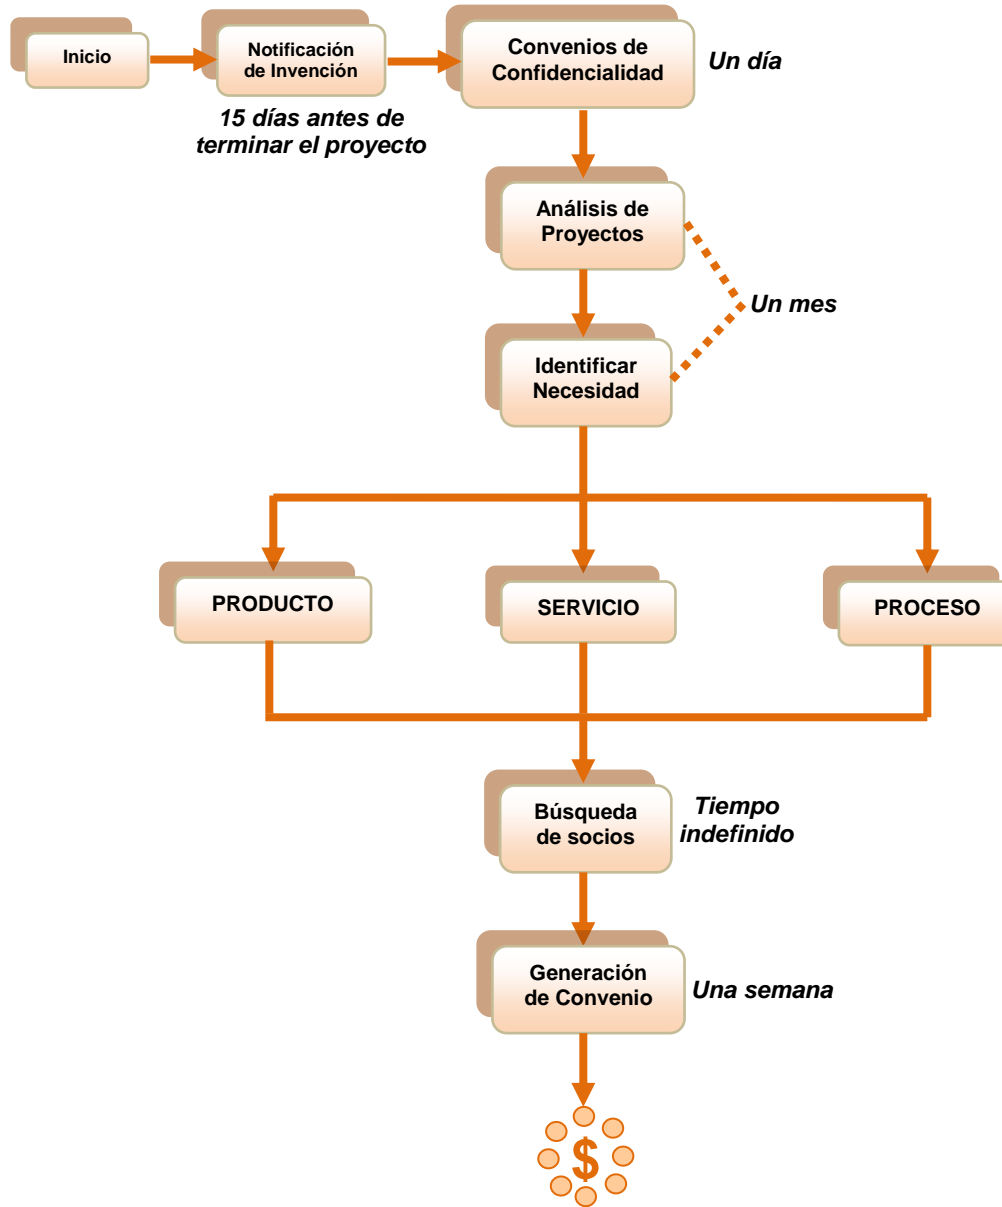 Inicio
Notificación
de Invención
15 días antes de
terminar el proyecto
Convenios de
Confidencialidad
Un día
Análisis de
Proyectos
Un mes
Identificar
Necesidad
PRODUCTO
SERVICIO
PROCESO
Búsqueda
de socios
Tiempo
indefinido
Generación
de Convenio
Una semana
$